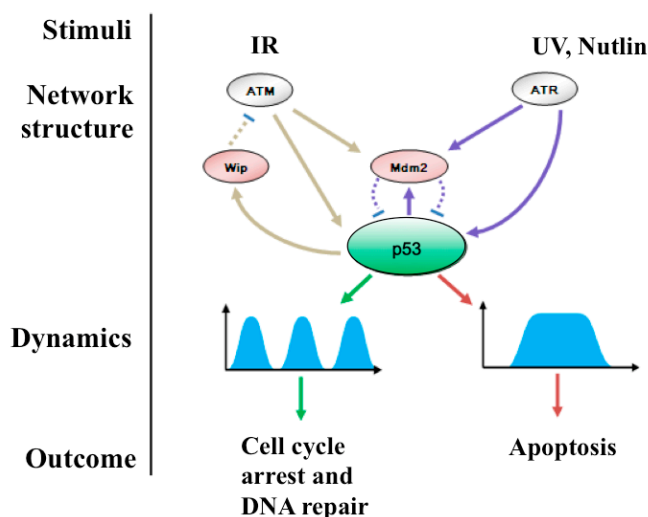 Stimuli
IR
UV, Nutlin
Network
structure
ATM
ATR
Wip
Mdm2
p53
Dynamics
Outcome
Cell cycle
arrest and
DNA repair
Apoptosis